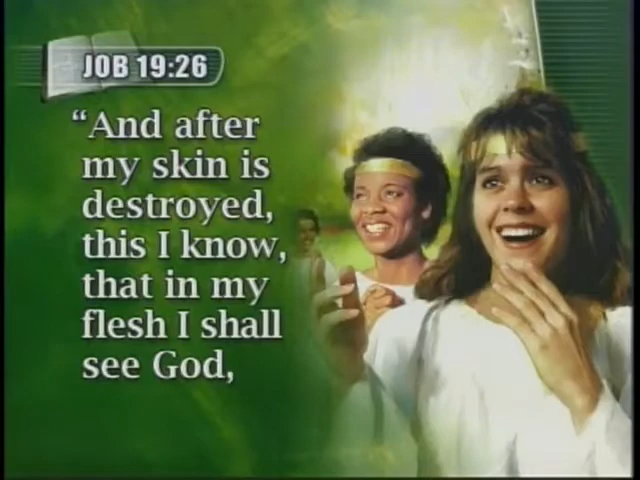 JOB 19:26
“And after
my skin is
destroyed,
this I know,
that in my
flesh I shall
see God,